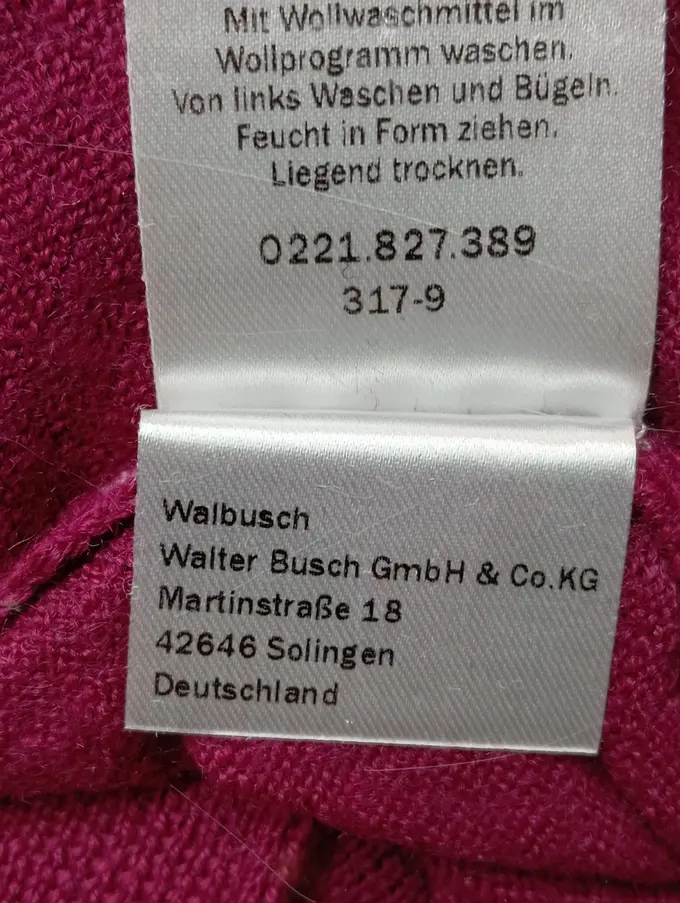 Mit Wollwaschmittel im
Wollprogramm waschen.
Von links Waschen und Bügeln.
Feucht in Form ziehen.
Liegend trocknen.
0221.827.389
317-9
Walbusch
Walter Busch GmbH & Co.KG
Martinstraße 18
42646 Solingen
Deutschland